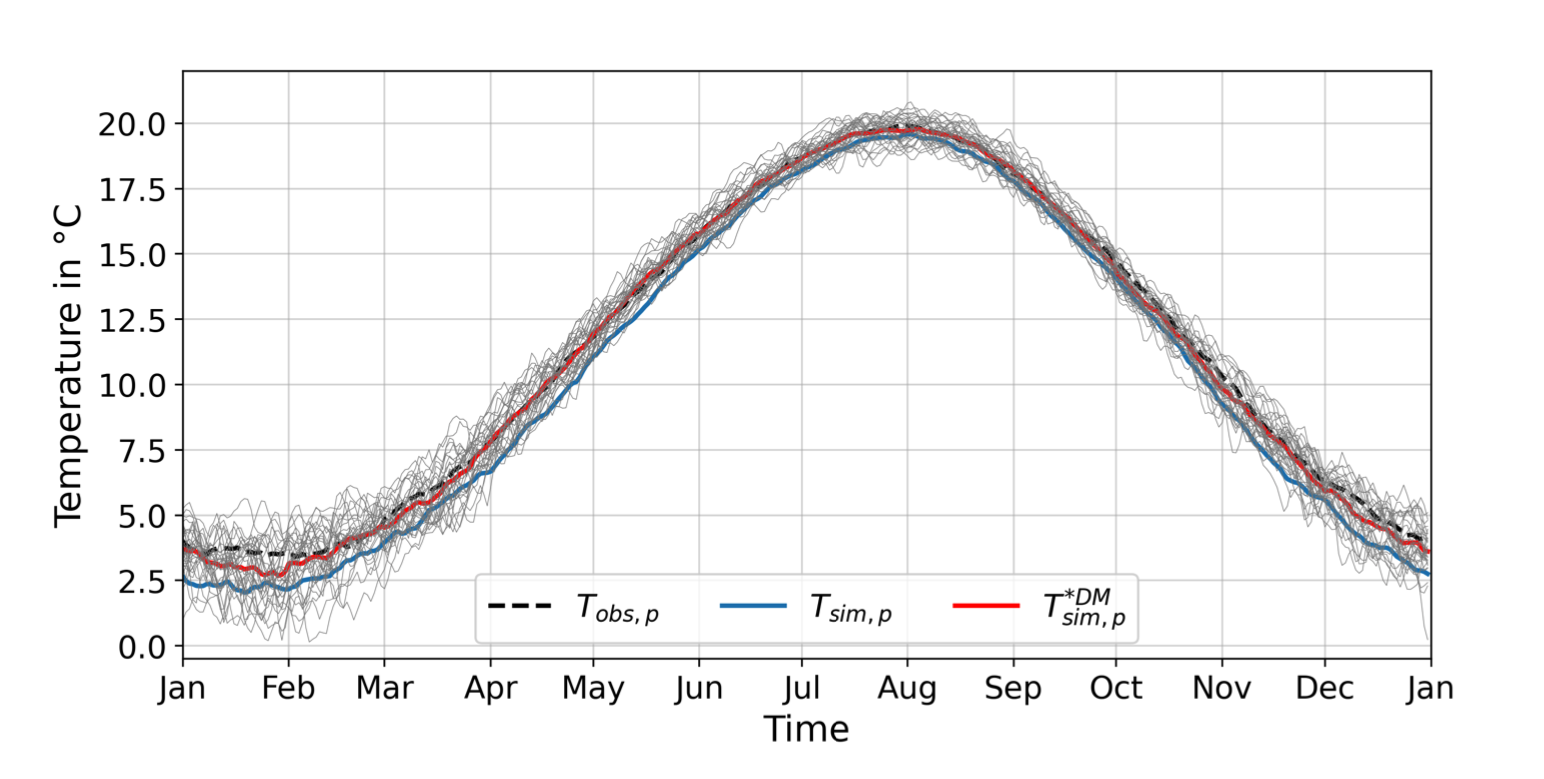 Temperature in °C
20.0
17.5
15.0
12.5
10.0
7.5
5.0
2.5
0.0
T_obs, p T_sim, p T*DM_sim, p
Jan Feb Mar Apr May Jun Jul Aug Sep Oct Nov Dec Jan
Time